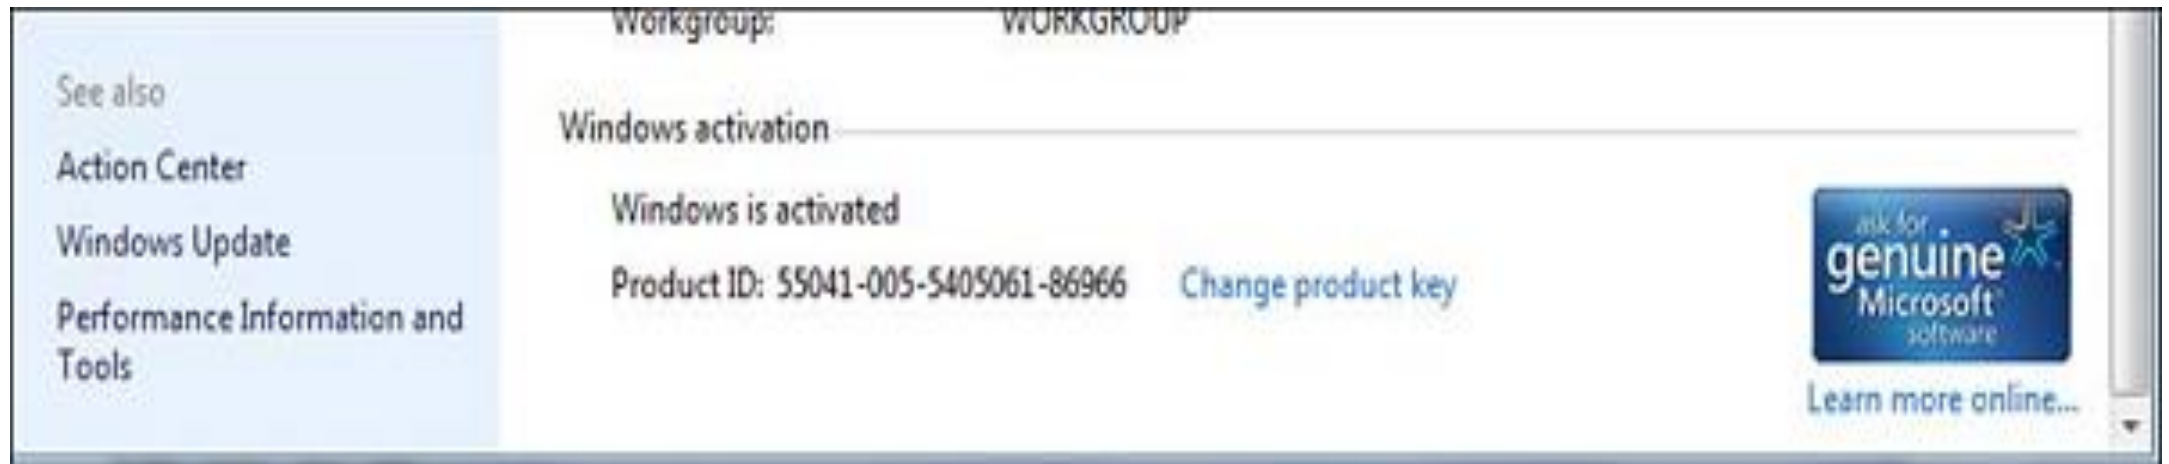 Workgroup: WORKGROUP
See also
Windows activation
Action Center
Windows is activated
Windows Update
Product ID: 55041-005-5405061-86966 Change product key
Performance Information and
Tools
ask for
genuine
Microsoft
software
Learn more online...